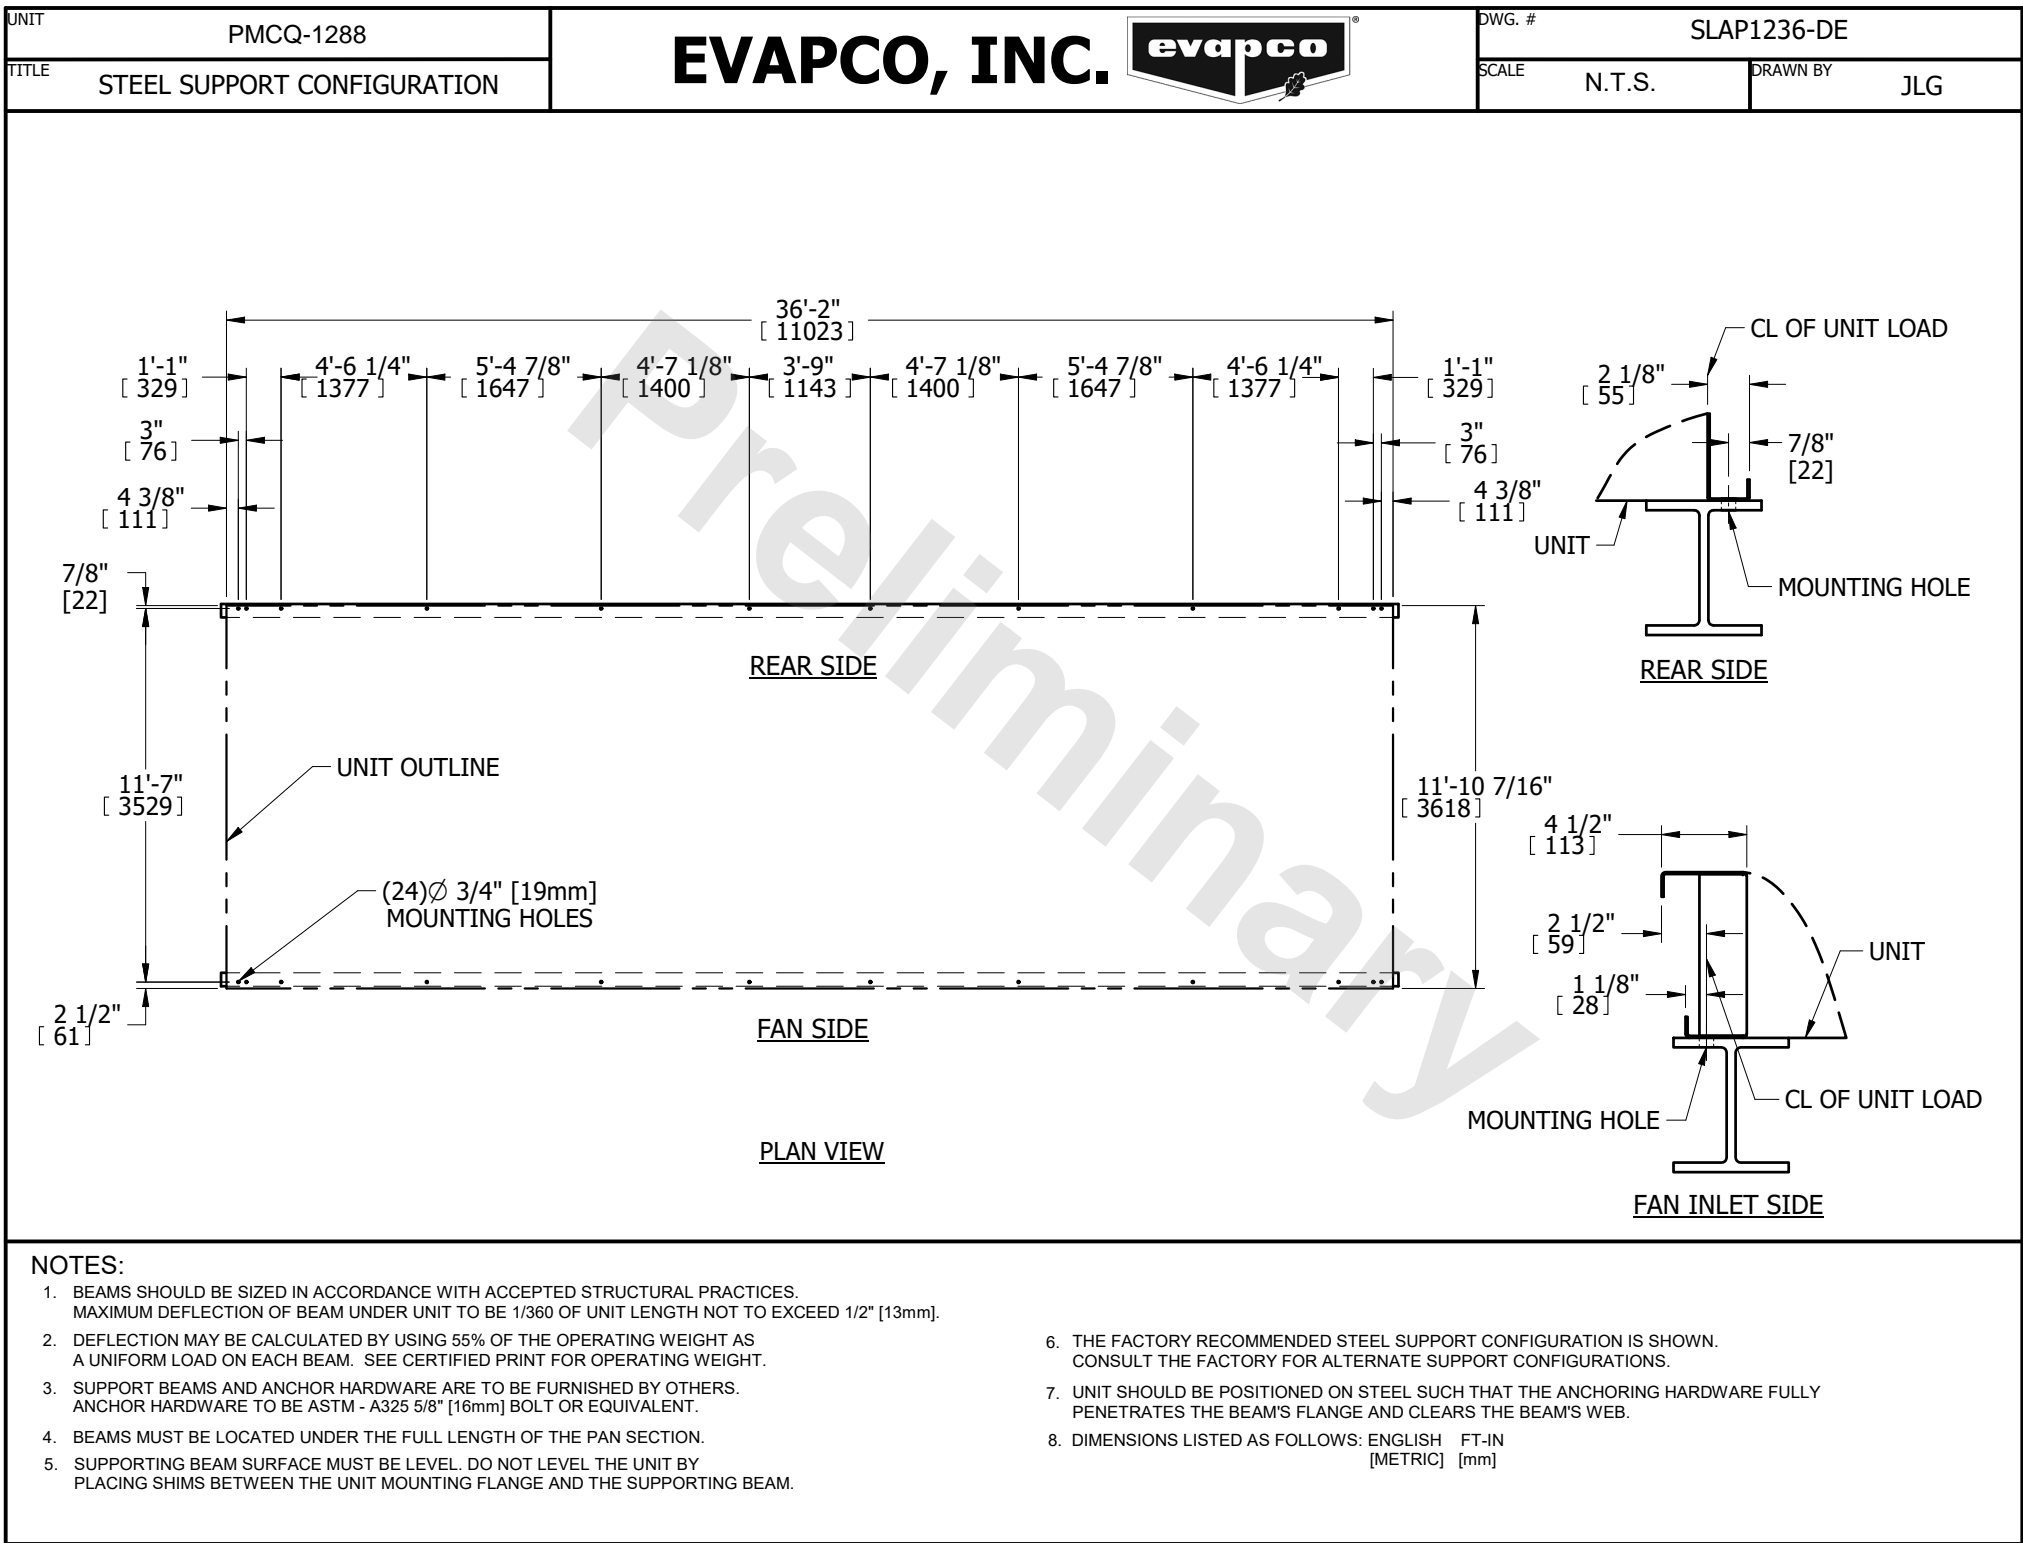 UNIT
PMCQ-1288
TITLE
STEEL SUPPORT CONFIGURATION
EVAPCO, INC.
evapco
®
DWG. #
SLAP1236-DE
SCALE
N.T.S.
DRAWN BY
JLG
36'-2"
[ 11023 ]
1'-1"
[ 329 ]
4'-6 1/4"
[ 1377 ]
5'-4 7/8"
[ 1647 ]
4'-7 1/8"
[ 1400 ]
3'-9"
[ 1143 ]
4'-7 1/8"
[ 1400 ]
5'-4 7/8"
[ 1647 ]
4'-6 1/4"
[ 1377 ]
1'-1"
[ 329 ]
3"
[ 76 ]
3"
[ 76 ]
4 3/8"
[ 111 ]
4 3/8"
[ 111 ]
7/8"
[22]
REAR SIDE
UNIT OUTLINE
11'-7"
[ 3529 ]
11'-10 7/16"
[ 3618 ]
(24)Ø 3/4" [19mm]
MOUNTING HOLES
2 1/2"
[ 61 ]
FAN SIDE
PLAN VIEW
Preliminary
CL OF UNIT LOAD
2 1/8"
[ 55 ]
7/8"
[22]
UNIT
MOUNTING HOLE
REAR SIDE
4 1/2"
[ 113 ]
2 1/2"
[ 59 ]
UNIT
1 1/8"
[ 28 ]
CL OF UNIT LOAD
MOUNTING HOLE
FAN INLET SIDE
NOTES:
1. BEAMS SHOULD BE SIZED IN ACCORDANCE WITH ACCEPTED STRUCTURAL PRACTICES.
MAXIMUM DEFLECTION OF BEAM UNDER UNIT TO BE 1/360 OF UNIT LENGTH NOT TO EXCEED 1/2" [13mm].
2. DEFLECTION MAY BE CALCULATED BY USING 55% OF THE OPERATING WEIGHT AS
A UNIFORM LOAD ON EACH BEAM. SEE CERTIFIED PRINT FOR OPERATING WEIGHT.
3. SUPPORT BEAMS AND ANCHOR HARDWARE ARE TO BE FURNISHED BY OTHERS.
ANCHOR HARDWARE TO BE ASTM - A325 5/8" [16mm] BOLT OR EQUIVALENT.
4. BEAMS MUST BE LOCATED UNDER THE FULL LENGTH OF THE PAN SECTION.
5. SUPPORTING BEAM SURFACE MUST BE LEVEL. DO NOT LEVEL THE UNIT BY
PLACING SHIMS BETWEEN THE UNIT MOUNTING FLANGE AND THE SUPPORTING BEAM.
6. THE FACTORY RECOMMENDED STEEL SUPPORT CONFIGURATION IS SHOWN.
CONSULT THE FACTORY FOR ALTERNATE SUPPORT CONFIGURATIONS.
7. UNIT SHOULD BE POSITIONED ON STEEL SUCH THAT THE ANCHORING HARDWARE FULLY
PENETRATES THE BEAM'S FLANGE AND CLEARS THE BEAM'S WEB.
8. DIMENSIONS LISTED AS FOLLOWS: ENGLISH FT-IN
[METRIC] [mm]